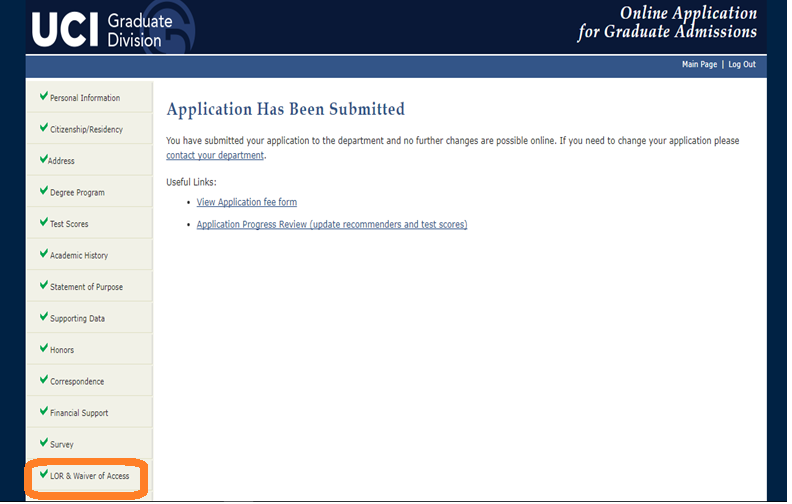 UCI Graduate
Division
Online Application
for Graduate Admissions
Main Page | Log Out
Personal Information
Citizenship/Residency
Address
Degree Program
Test Scores
Academic History
Statement of Purpose
Supporting Data
Honors
Correspondence
Financial Support
Survey
LOR & Waiver of Access
Application Has Been Submitted
You have submitted your application to the department and no further changes are possible online. If you need to change your application please
contact your department.
Useful Links:
• View Application fee form
• Application Progress Review (update recommenders and test scores)